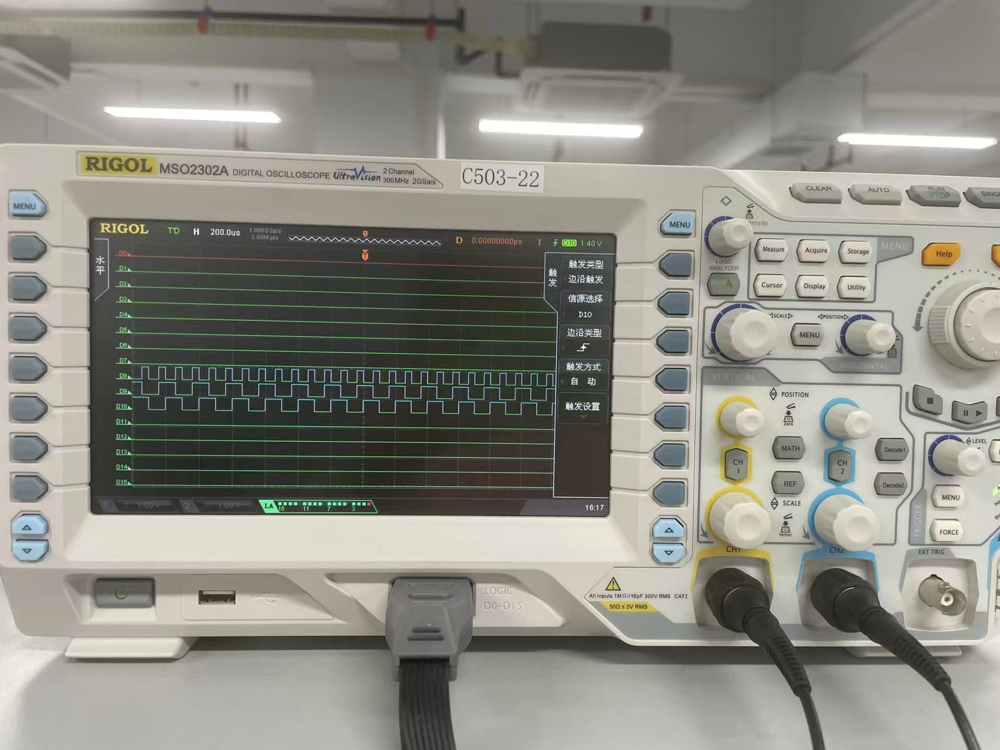 RIGOL MSO2302A DIGITAL OSCILLOSCOPE UltraVision 2 Channel
300MHz 2GSa/s
C503-22
CLEAR AUTO RUN
STOP
MENU
RIGOL T'D H 200.0us 1.000GSa/s
2.80M pts
D 0.00000000ps T D10 1.40 V
水平
D0
D1
D2
D3
D4
D5
D6
D7
D8
D9
D10
D11
D12
D13
D14
D15
触发
触发类型
边沿触发
信源选择
D10
边沿类型
触发方式
自 动
触发设置
1 = 1.00 V 2 = 1.00 V LA 15 11 7 3 16:17
MENU
LOGIC
ANALYZER
LA
Measure Acquire Storage MENU
Cursor Display Utility
Help
SCALE MENU POSITION
HORIZONTAL
VERTICAL
POSITION
Zero
MATH
CH
1
CH
2
Decode1
REF
Decode2
SCALE
Vernier
LEVEL
MENU
TRIGGER
FORCE
CH1 CH2 EXT TRIG
LOGIC
D0-D15
All Inputs 1MΩ//16pF 300V RMS CATI
50Ω ≤ 5V RMS